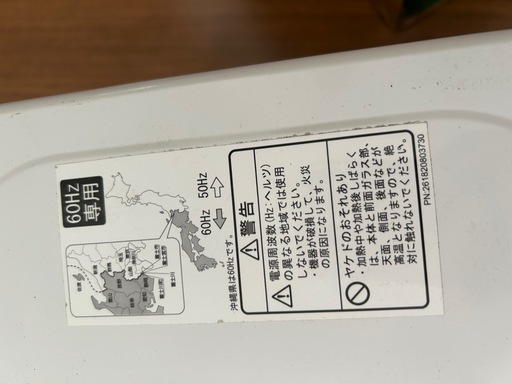 60Hz
専用
60Hz 50Hz
沖縄県は60Hzです。
警告
電源周波数(Hz:ヘルツ)
の異なる地域では使用
しないでください。
・機器が破損して、火災
の原因になります。
ヤケドのおそれあり
・加熱中や加熱後しばらく
は、本体と前面ガラス部、
天面、側面、後面などが
高温となりますので、絶
対に触れないでください。
PN:261820803730